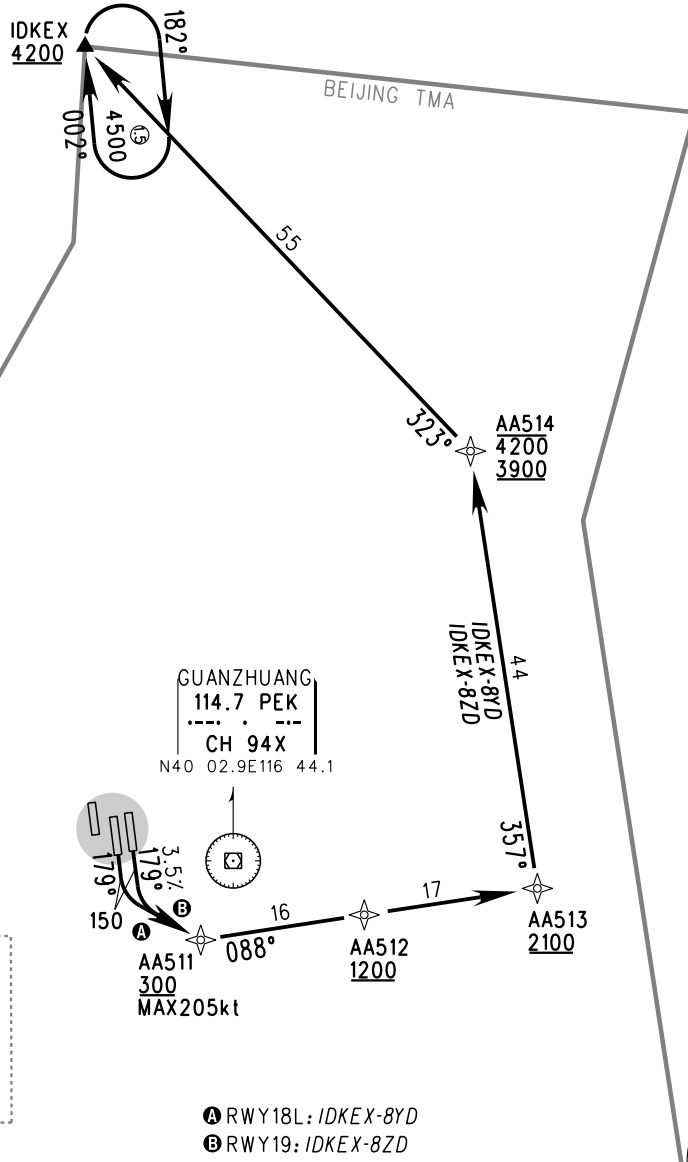 IDKEX
4200
182°
BEIJING TMA
1.5
4500
002°
55
323°
AA514
4200
3900
IDKEX-8YD
IDKEX-8ZD
44
GUANZHUANG
114.7 PEK
·--· · -·-
CH 94X
N40 02.9E116 44.1
357°
3.5%
179°
179°
150
B
A
16
17
088°
AA511
300
MAX205kt
AA512
1200
AA513
2100
A RWY18L: IDKEX-8YD
B RWY19: IDKEX-8ZD